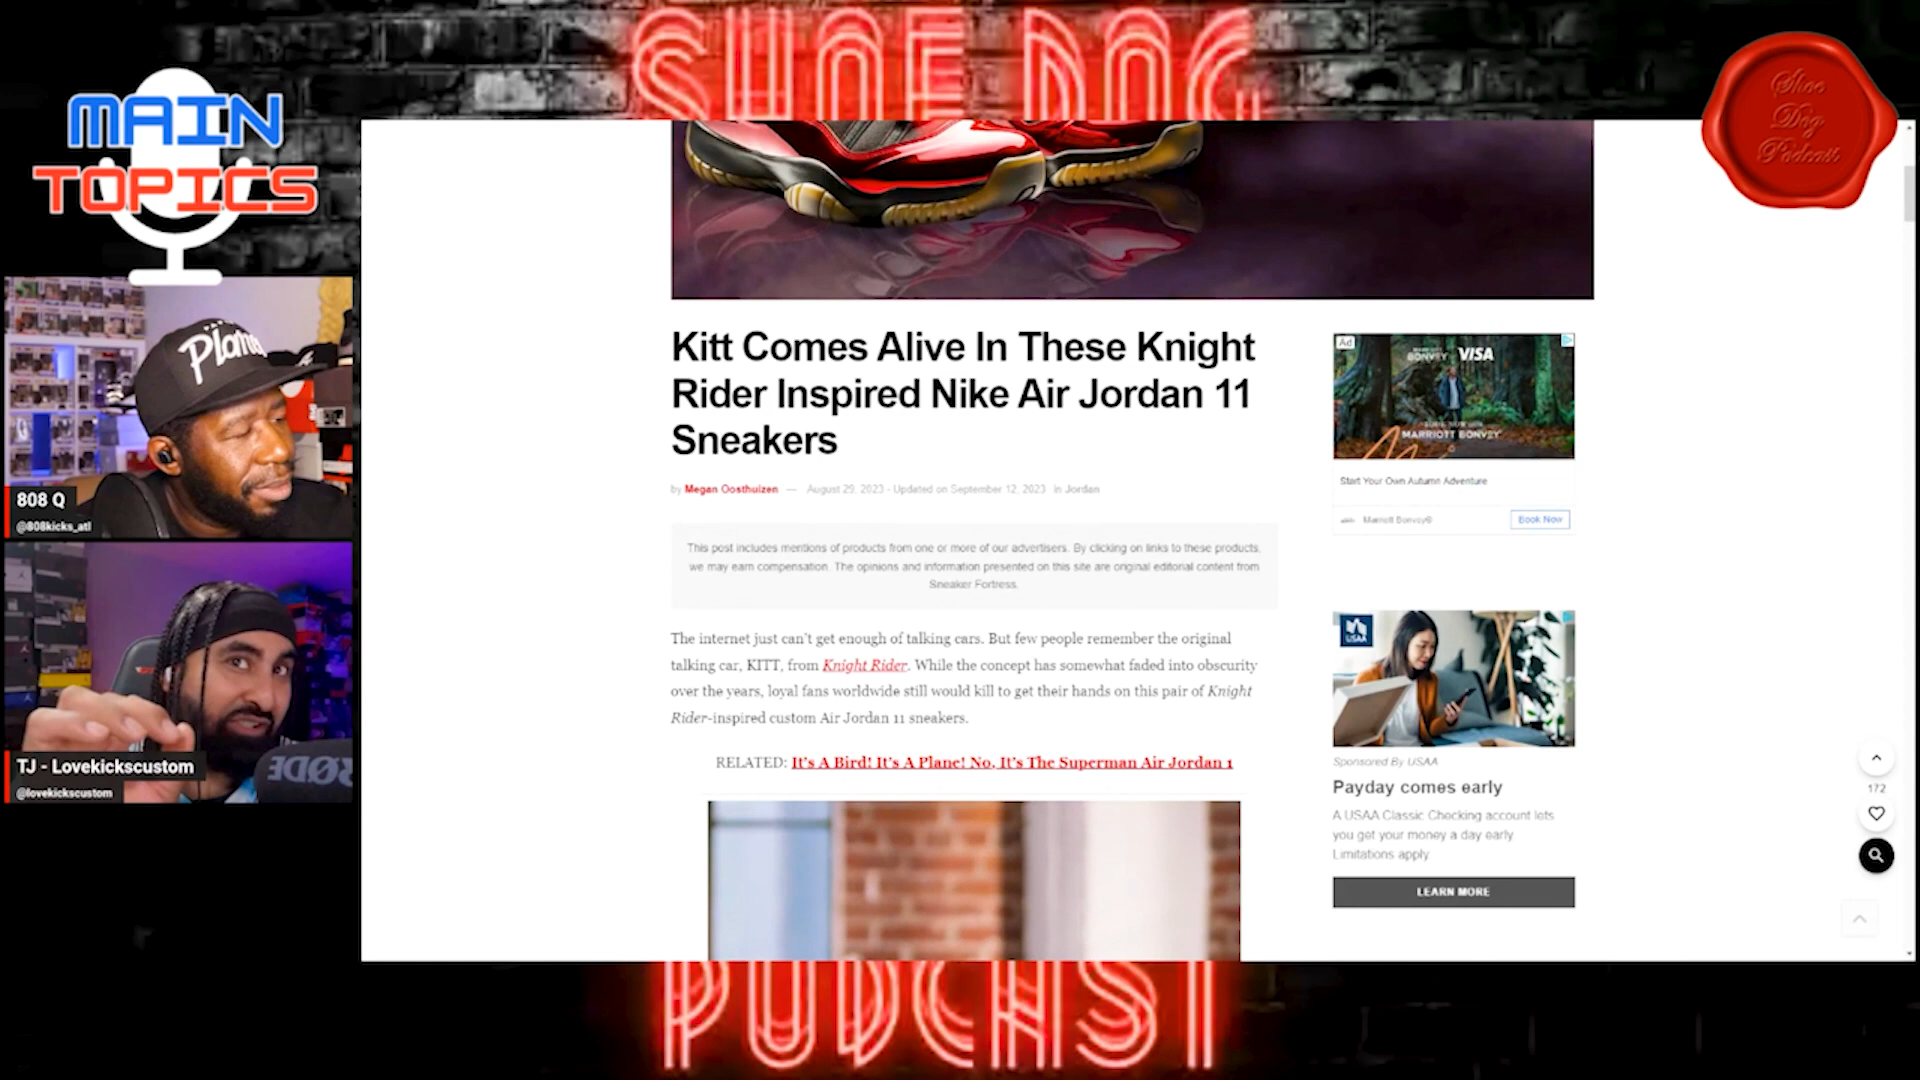 SHOE DOG
MAIN
TOPICS
Shoe
Dog
Podcast
Kitt Comes Alive In These Knight
Rider Inspired Nike Air Jordan 11
Sneakers
by Megan Oosthuizen — August 29, 2023 - Updated on September 12, 2023 in Jordan
This post includes mentions of products from one or more of our advertisers. By clicking on links to these products,
we may earn compensation. The opinions and information presented on this site are original editorial content from
Sneaker Fortress.
The internet just can't get enough of talking cars. But few people remember the original
talking car, KITT, from Knight Rider. While the concept has somewhat faded into obscurity
over the years, loyal fans worldwide still would kill to get their hands on this pair of Knight
Rider-inspired custom Air Jordan 11 sneakers.
RELATED: It's A Bird! It's A Plane! No, It's The Superman Air Jordan 1
Ad
BONVOY VISA
MARRIOTT BONVOY
Start Your Own Autumn Adventure
Marriott Bonvoy®
Book Now
USAA
Sponsored By USAA
Payday comes early
A USAA Classic Checking account lets
you get your money a day early
Limitations apply
LEARN MORE
172
808 Q
@808kicks_atl
RØDE
TJ - Lovekickscustom
@lovekickscustom
PODCAST